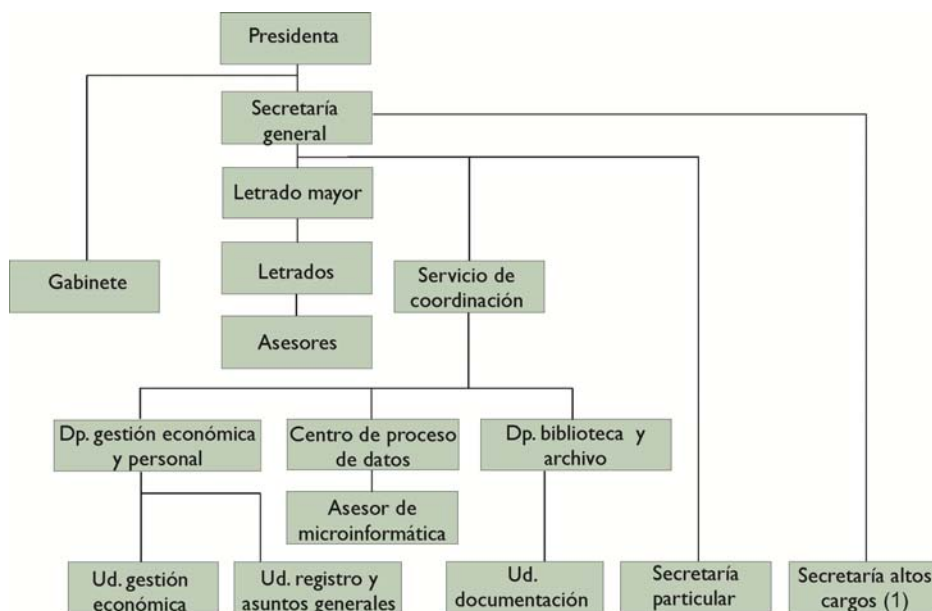 Presidenta
Secretaría
general
Letrado mayor
Gabinete
Letrados
Servicio de
coordinación
Asesores
Dp. gestión económica
y personal
Centro de proceso
de datos
Dp. biblioteca y
archivo
Asesor de
microinformática
Ud. gestión
económica
Ud. registro y
asuntos generales
Ud.
documentación
Secretaría
particular
Secretaría altos
cargos (1)